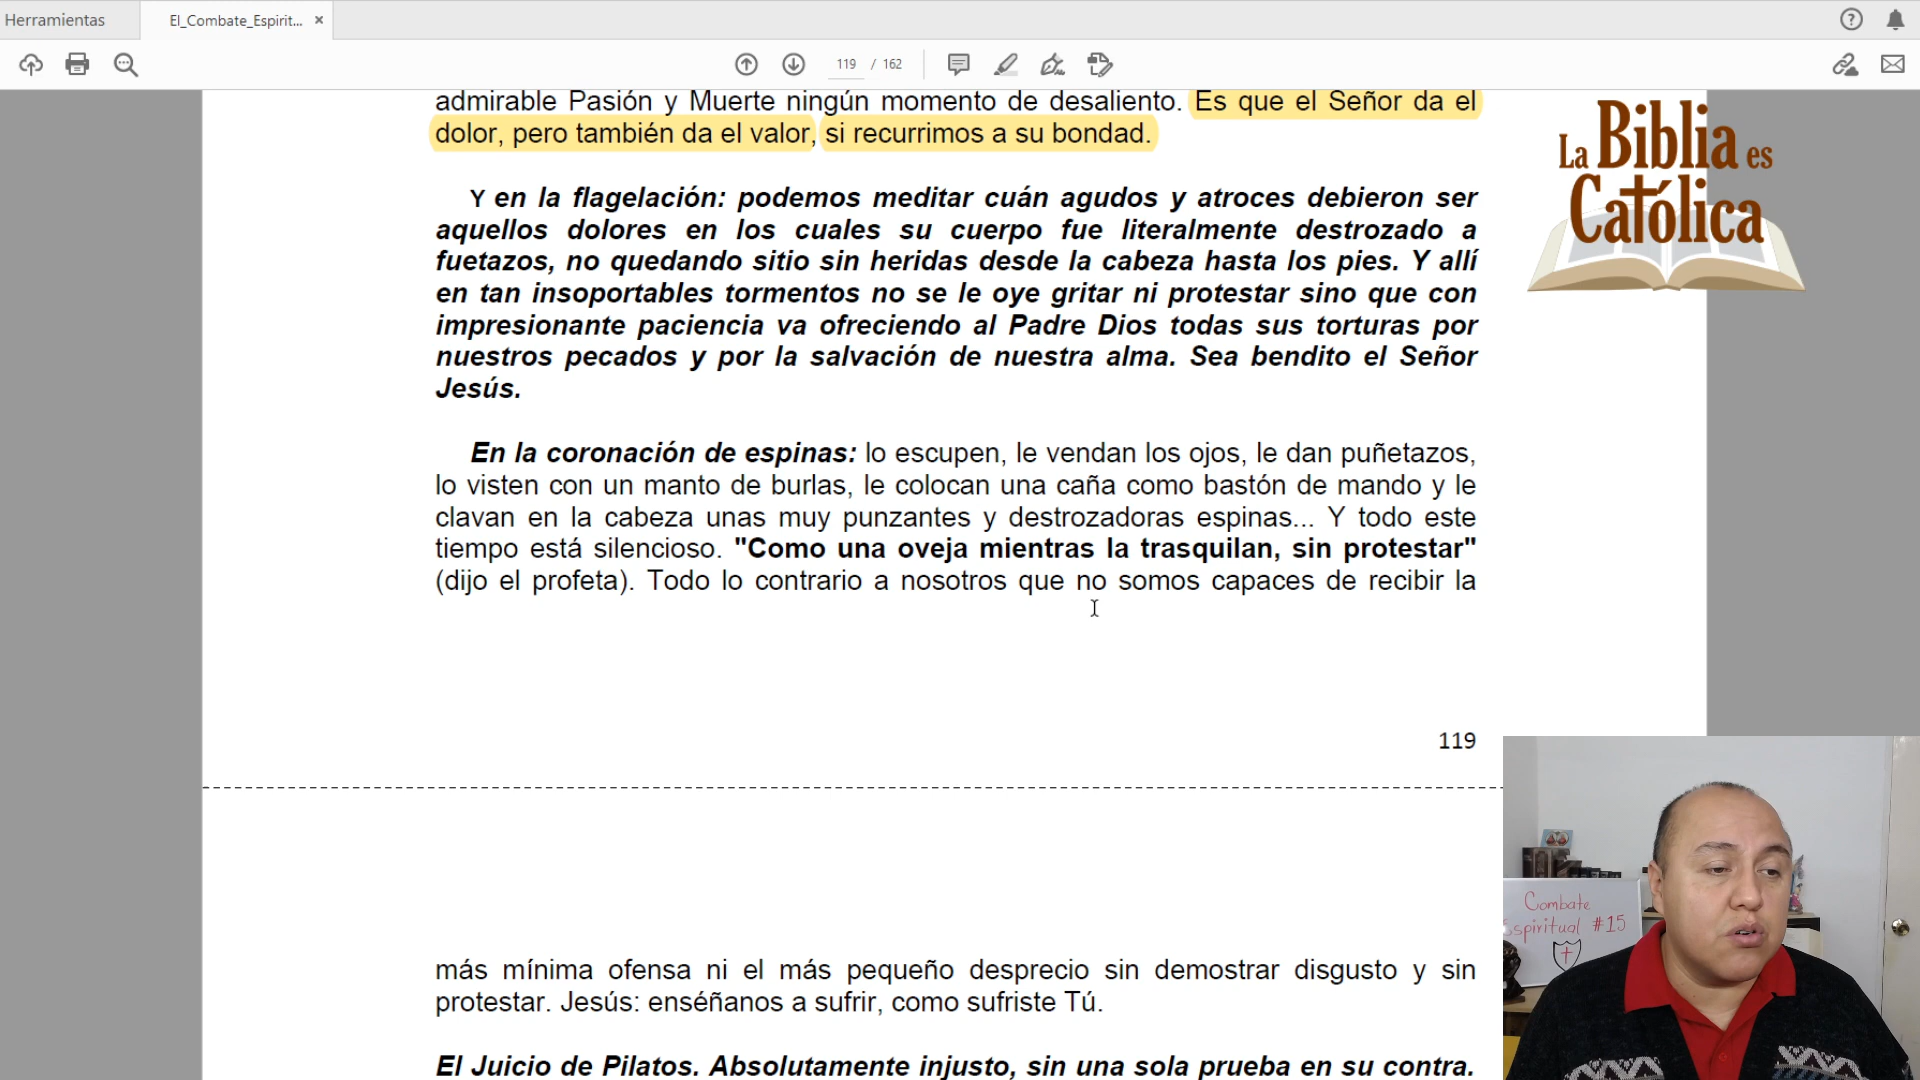 Herramientas
El_Combate_Espirit...
119 / 162
admirable Pasión y Muerte ningún momento de desaliento. Es que el Señor da el
dolor, pero también da el valor, si recurrimos a su bondad.
La Biblia es
Católica
Y en la flagelación: podemos meditar cuán agudos y atroces debieron ser
aquellos dolores en los cuales su cuerpo fue literalmente destrozado a
fuetazos, no quedando sitio sin heridas desde la cabeza hasta los pies. Y allí
en tan insoportables tormentos no se le oye gritar ni protestar sino que con
impresionante paciencia va ofreciendo al Padre Dios todas sus torturas por
nuestros pecados y por la salvación de nuestra alma. Sea bendito el Señor
Jesús.
En la coronación de espinas: lo escupen, le vendan los ojos, le dan puñetazos,
lo visten con un manto de burlas, le colocan una caña como bastón de mando y le
clavan en la cabeza unas muy punzantes y destrozadoras espinas... Y todo este
tiempo está silencioso. "Como una oveja mientras la trasquilan, sin protestar"
(dijo el profeta). Todo lo contrario a nosotros que no somos capaces de recibir la
119
más mínima ofensa ni el más pequeño desprecio sin demostrar disgusto y sin
protestar. Jesús: enséñanos a sufrir, como sufriste Tú.
El Juicio de Pilatos. Absolutamente injusto, sin una sola prueba en su contra.
Combate
Espiritual #15